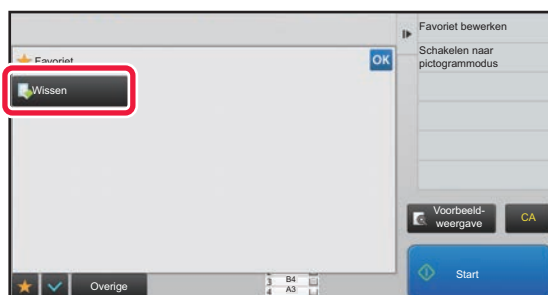 Favoriet
OK
Wissen
Overige
3 B4
4 A3
Favoriet bewerken
Schakelen naar
pictogrammodus
Voorbeeld-
weergave
CA
Start